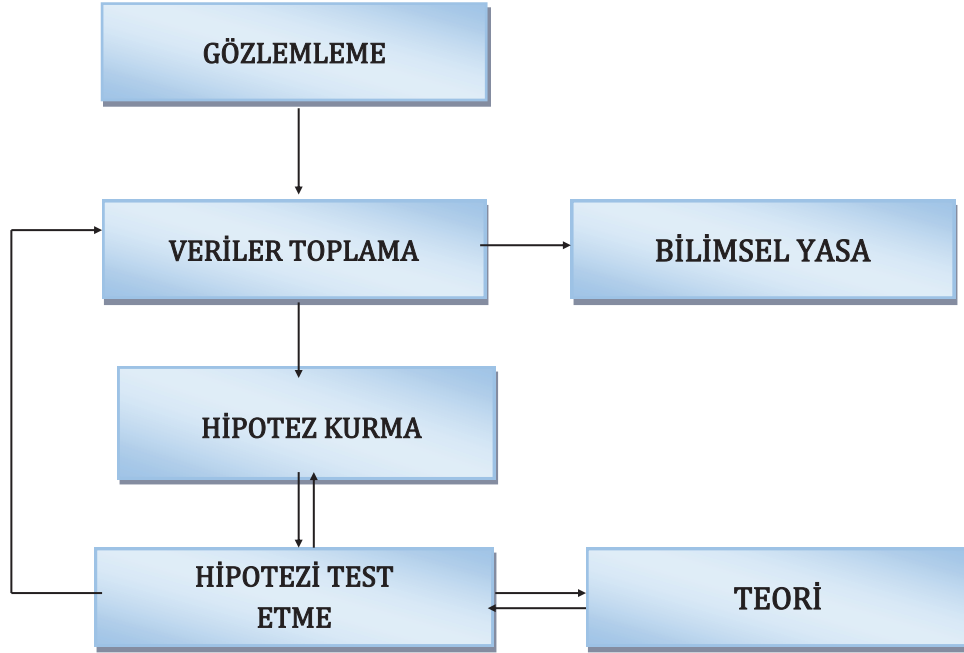 GÖZLEMLEME
VERİLER TOPLAMA
BİLİMSEL YASA
HİPOTEZ KURMA
HİPOTEZİ TEST
ETME
TEORİ